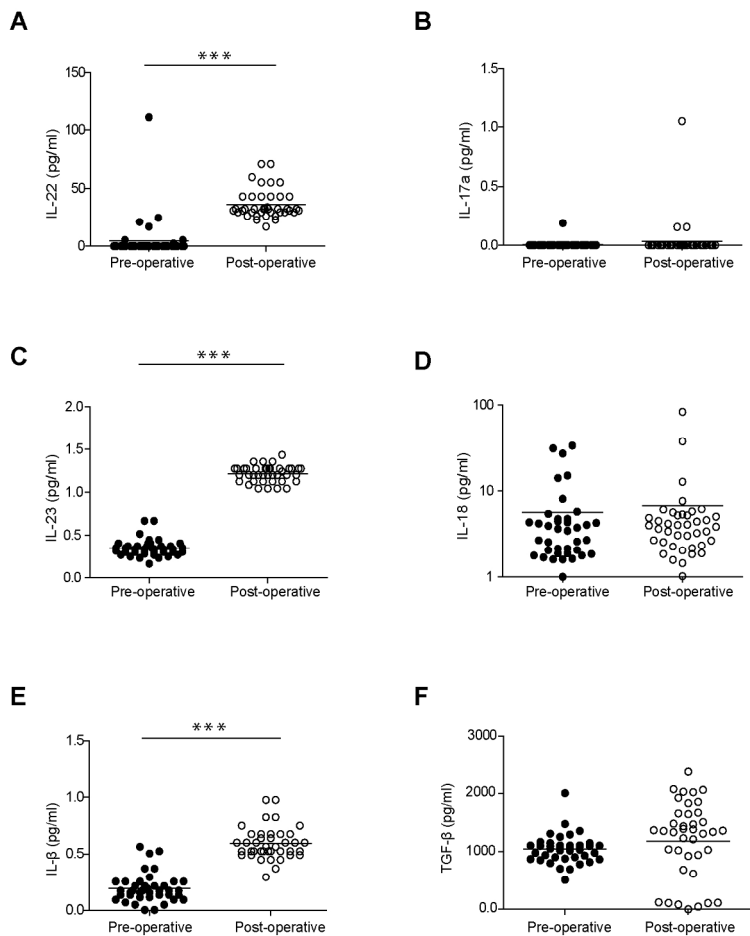 A
***
150
100
50
0
IL-22 (pg/ml)
Pre-operative Post-operative
B
1.5
1.0
0.5
0.0
IL-17a (pg/ml)
Pre-operative Post-operative
C
***
2.0
1.5
1.0
0.5
0.0
IL-23 (pg/ml)
Pre-operative Post-operative
D
100
10
1
IL-18 (pg/ml)
Pre-operative Post-operative
E
***
1.5
1.0
0.5
0.0
IL-β (pg/ml)
Pre-operative Post-operative
F
3000
2000
1000
0.0
TGF-β (pg/ml)
Pre-operative Post-operative